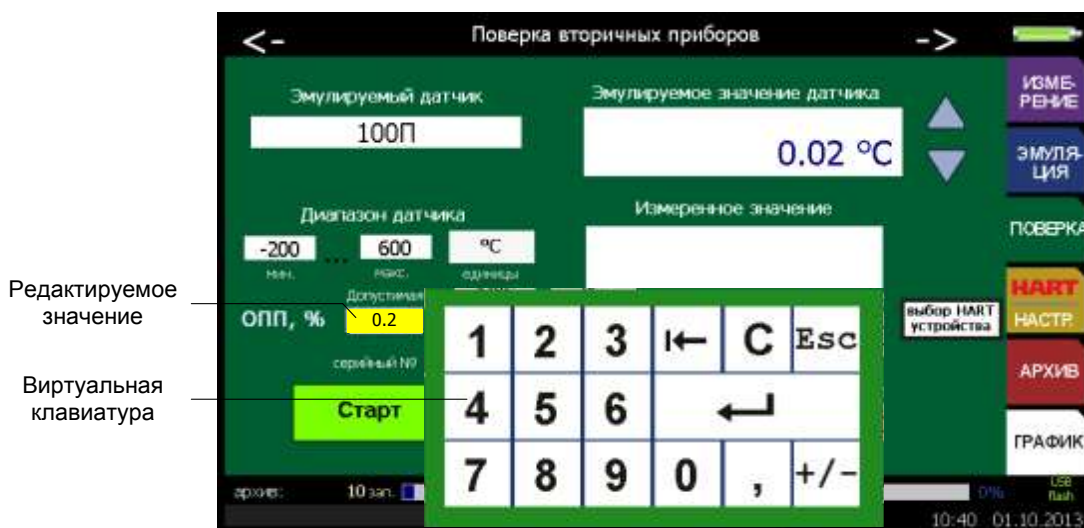 <- Поверка вторичных приборов ->
Эмулируемый датчик
100П
Эмулируемое значение датчика
0.02 °C
Диапазон датчика
-200 ... 600 °C
мин. макс. единицы
Измеренное значение
Допустимая
ОПП, % 0.2
серийный №
Старт
Редактируемое
значение
Виртуальная
клавиатура
1 2 3 C Esc
4 5 6
7 8 9 0 , +/-
выбор HART
устройства
ИЗМЕ-
РЕНИЕ
ЭМУЛЯ-
ЦИЯ
ПОВЕРКА
HART
НАСТР.
АРХИВ
ГРАФИК
архив: 10 зап. 0% USB
flash
10:40 01.10.2013